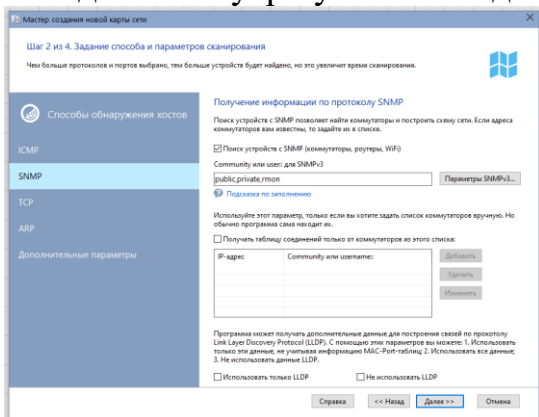 Мастер создания новой карты сети
Шаг 2 из 4. Задание способа и параметров сканирования
Чем больше протоколов и портов выбрано, тем больше устройств будет найдено, но это увеличит время сканирования.
Способы обнаружения хостов
ICMP
SNMP
TCP
ARP
Дополнительные параметры
Получение информации по протоколу SNMP
Поиск устройств с SNMP позволяет найти коммутаторы и построить схему сети. Если адреса
коммутаторов вам известны, то задайте их в списке.
Поиск устройств с SNMP (коммутаторы, роутеры, WiFi)
Community или user: для SNMPv3
public,private,rmon
Параметры SNMPv3...
Подсказка по заполнению
Используйте этот параметр, только если вы хотите задать список коммутаторов вручную. Но
обычно программа сама находит их.
Получать таблицу соединений только от коммутаторов из этого списка:
IP-адрес
Community или username:
Добавить
Удалить
Изменить
Программа может получать дополнительные данные для построения связей по прокотолу
Link Layer Discovery Protocol (LLDP). С помощью этих параметров вы можете: 1. Использовать
только эти данные, не учитывая информацию MAC-Port-таблиц; 2. Использовать все данные;
3. Не использовать данные LLDP.
Использовать только LLDP
Не использовать LLDP
Справка
<< Назад
Далее >>
Отмена